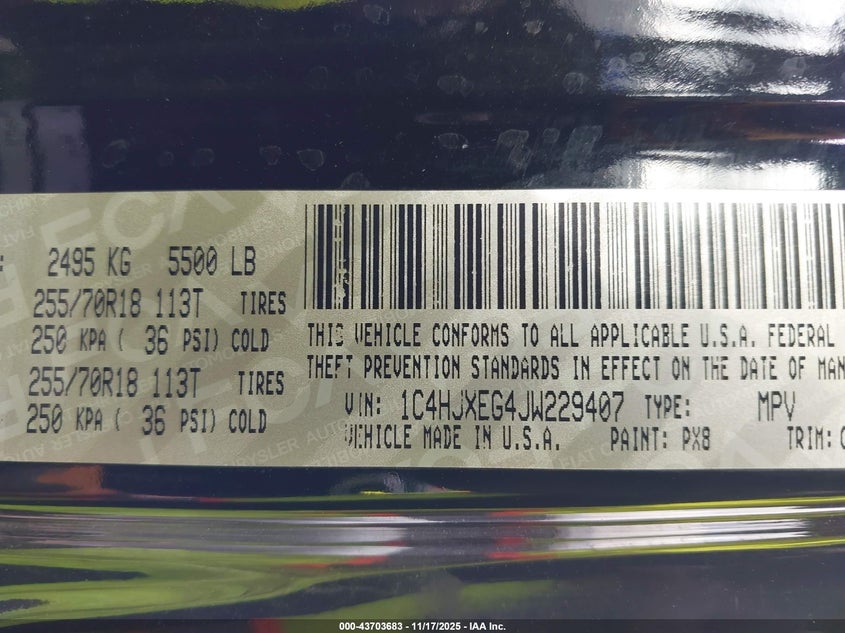 : 2495 KG 5500 LB
255/70R18 113T TIRES
250 KPA ( 36 PSI) COLD
255/70R18 113T TIRES
250 KPA ( 36 PSI) COLD
THIS VEHICLE CONFORMS TO ALL APPLICABLE U.S.A. FEDERAL
THEFT PREVENTION STANDARDS IN EFFECT ON THE DATE OF MAN
VIN: 1C4HJXEG4JW229407 TYPE: MPV
VEHICLE MADE IN U.S.A. PAINT: PX8 TRIM:
000-43703683 - 11/17/2025 - IAA Inc.